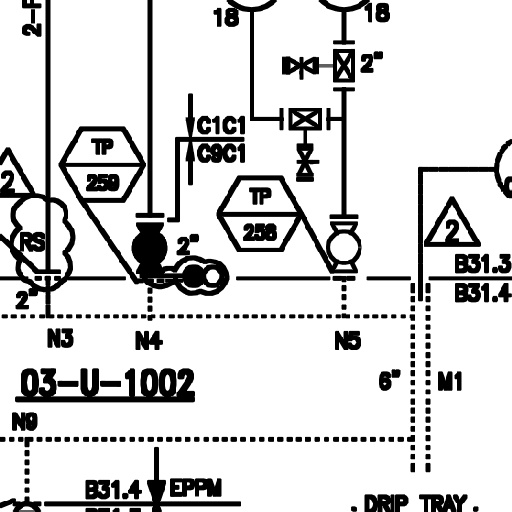 18
18
2"
C1C1
C9C1
TP
259
TP
256
2
RS
2"
2"
2
B31.3
B31.4
N3
N4
N5
03-U-1002
6"
M1
N9
B31.4
EPPM
DRIP TRAY